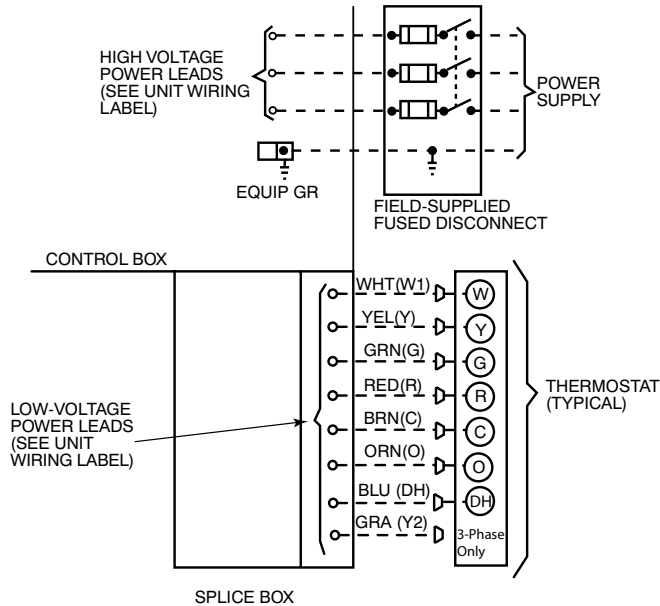 HIGH VOLTAGE
POWER LEADS
(SEE UNIT WIRING
LABEL)
POWER
SUPPLY
EQUIP GR
FIELD-SUPPLIED
FUSED DISCONNECT
CONTROL BOX
WHT(W1)
W
YEL(Y)
Y
GRN(G)
G
RED(R)
R
BRN(C)
C
ORN(O)
O
BLU (DH)
DH
GRA (Y2)
3-Phase
Only
THERMOSTAT
(TYPICAL)
LOW-VOLTAGE
POWER LEADS
(SEE UNIT
WIRING LABEL)
SPLICE BOX